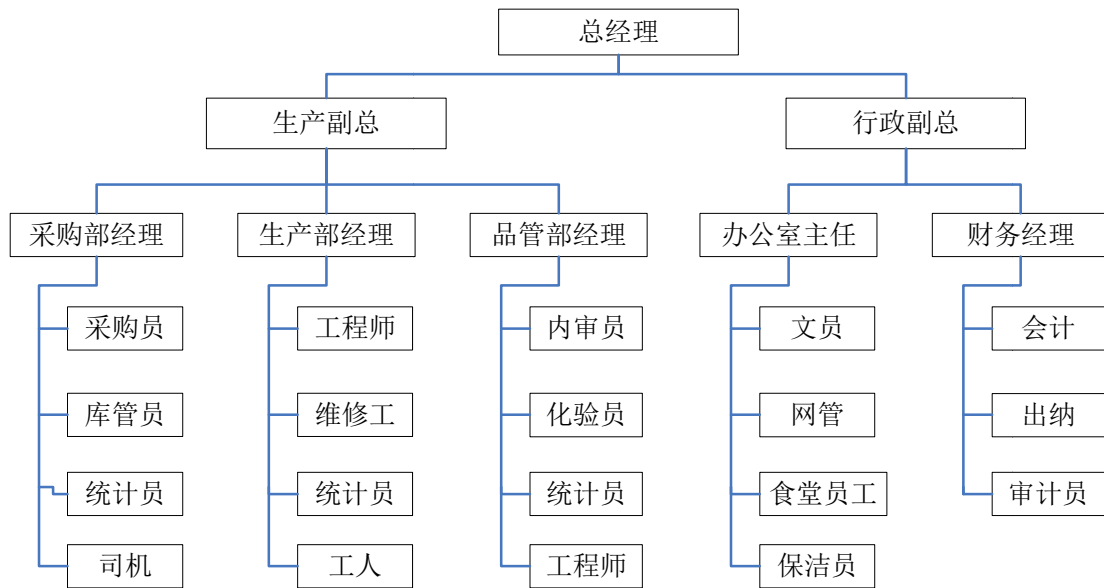 总经理
生产副总
行政副总
采购部经理
生产部经理
品管部经理
办公室主任
财务经理
采购员
工程师
内审员
文员
会计
库管员
维修工
化验员
网管
出纳
统计员
统计员
统计员
食堂员工
审计员
司机
工人
工程师
保洁员